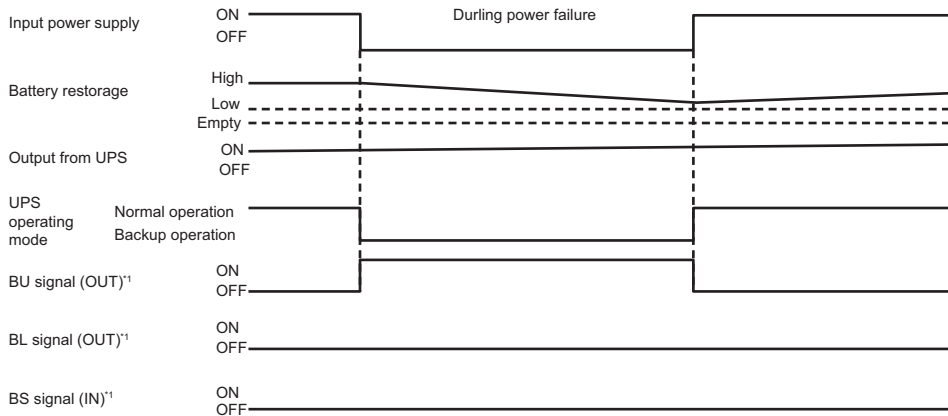 Input power supply
ON
OFF
Durling power failure
Battery restorage
High
Low
Empty
Output from UPS
ON
OFF
UPS
operating
mode
Normal operation
Backup operation
BU signal (OUT)*1
ON
OFF
BL signal (OUT)*1
ON
OFF
BS signal (IN)*1
ON
OFF